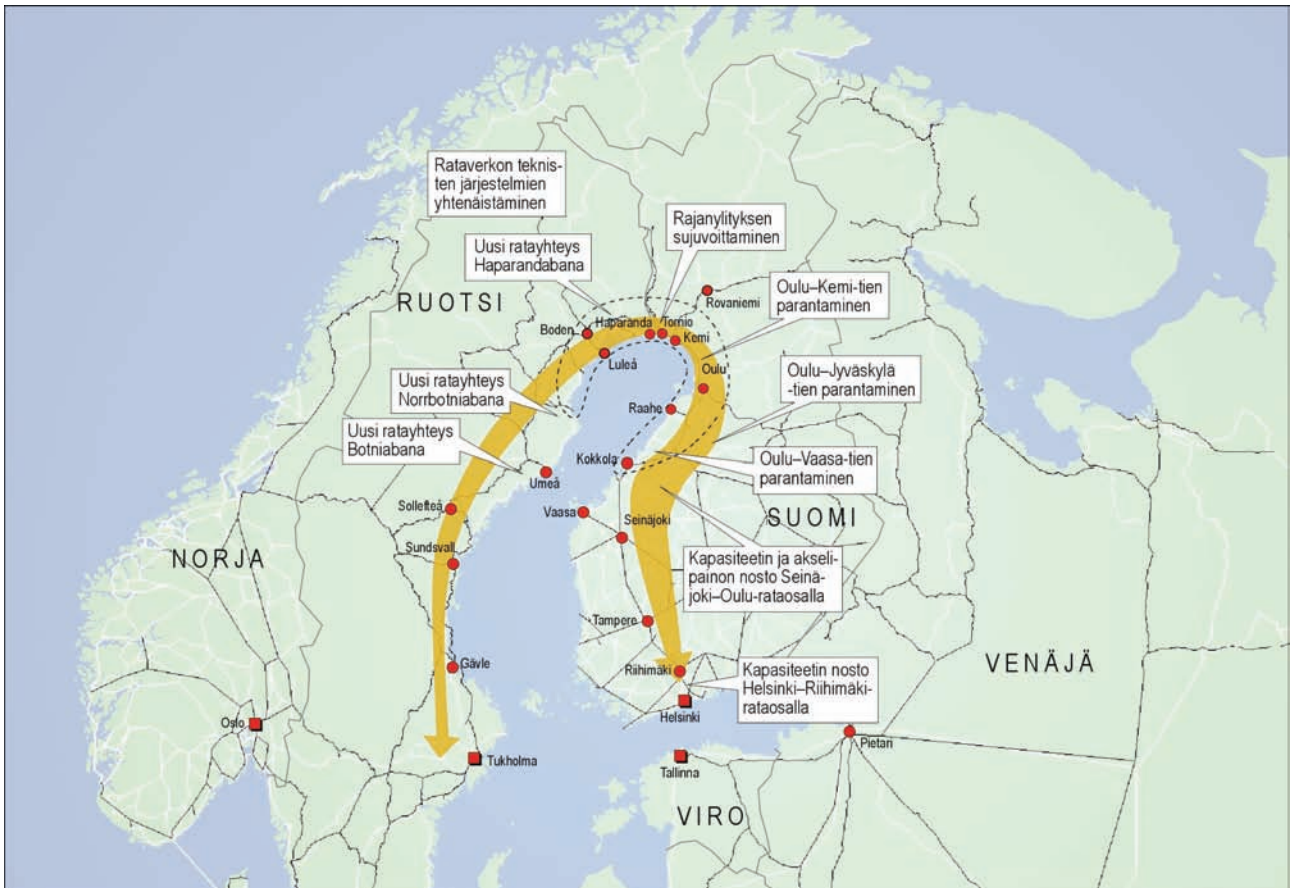 Rataverkon teknis-
ten järjestelmien
yhtenäistäminen
Rajanylityksen
sujuvoittaminen
Uusi ratayhteys
Haparandabana
Oulu–Kemi-tien
parantaminen
RUOTSI
Rovaniemi
Boden
Haparanda
Tornio
Kemi
Luleå
Oulu
Oulu–Jyväskylä
-tien parantaminen
Uusi ratayhteys
Norrbotniabana
Raahe
Uusi ratayhteys
Botniabana
Kokkola
Oulu–Vaasa-tien
parantaminen
Umeå
Sollefteå
Vaasa
Seinäjoki
SUOMI
NORJA
Sundsvall
Kapasiteetin ja akseli-
painon nosto Seinä-
joki–Oulu-rataosalla
Tampere
Gävle
Riihimäki
VENÄJÄ
Kapasiteetin nosto
Helsinki–Riihimäki-
rataosalla
Helsinki
Oslo
Pietari
Tukholma
Tallinna
VIRO